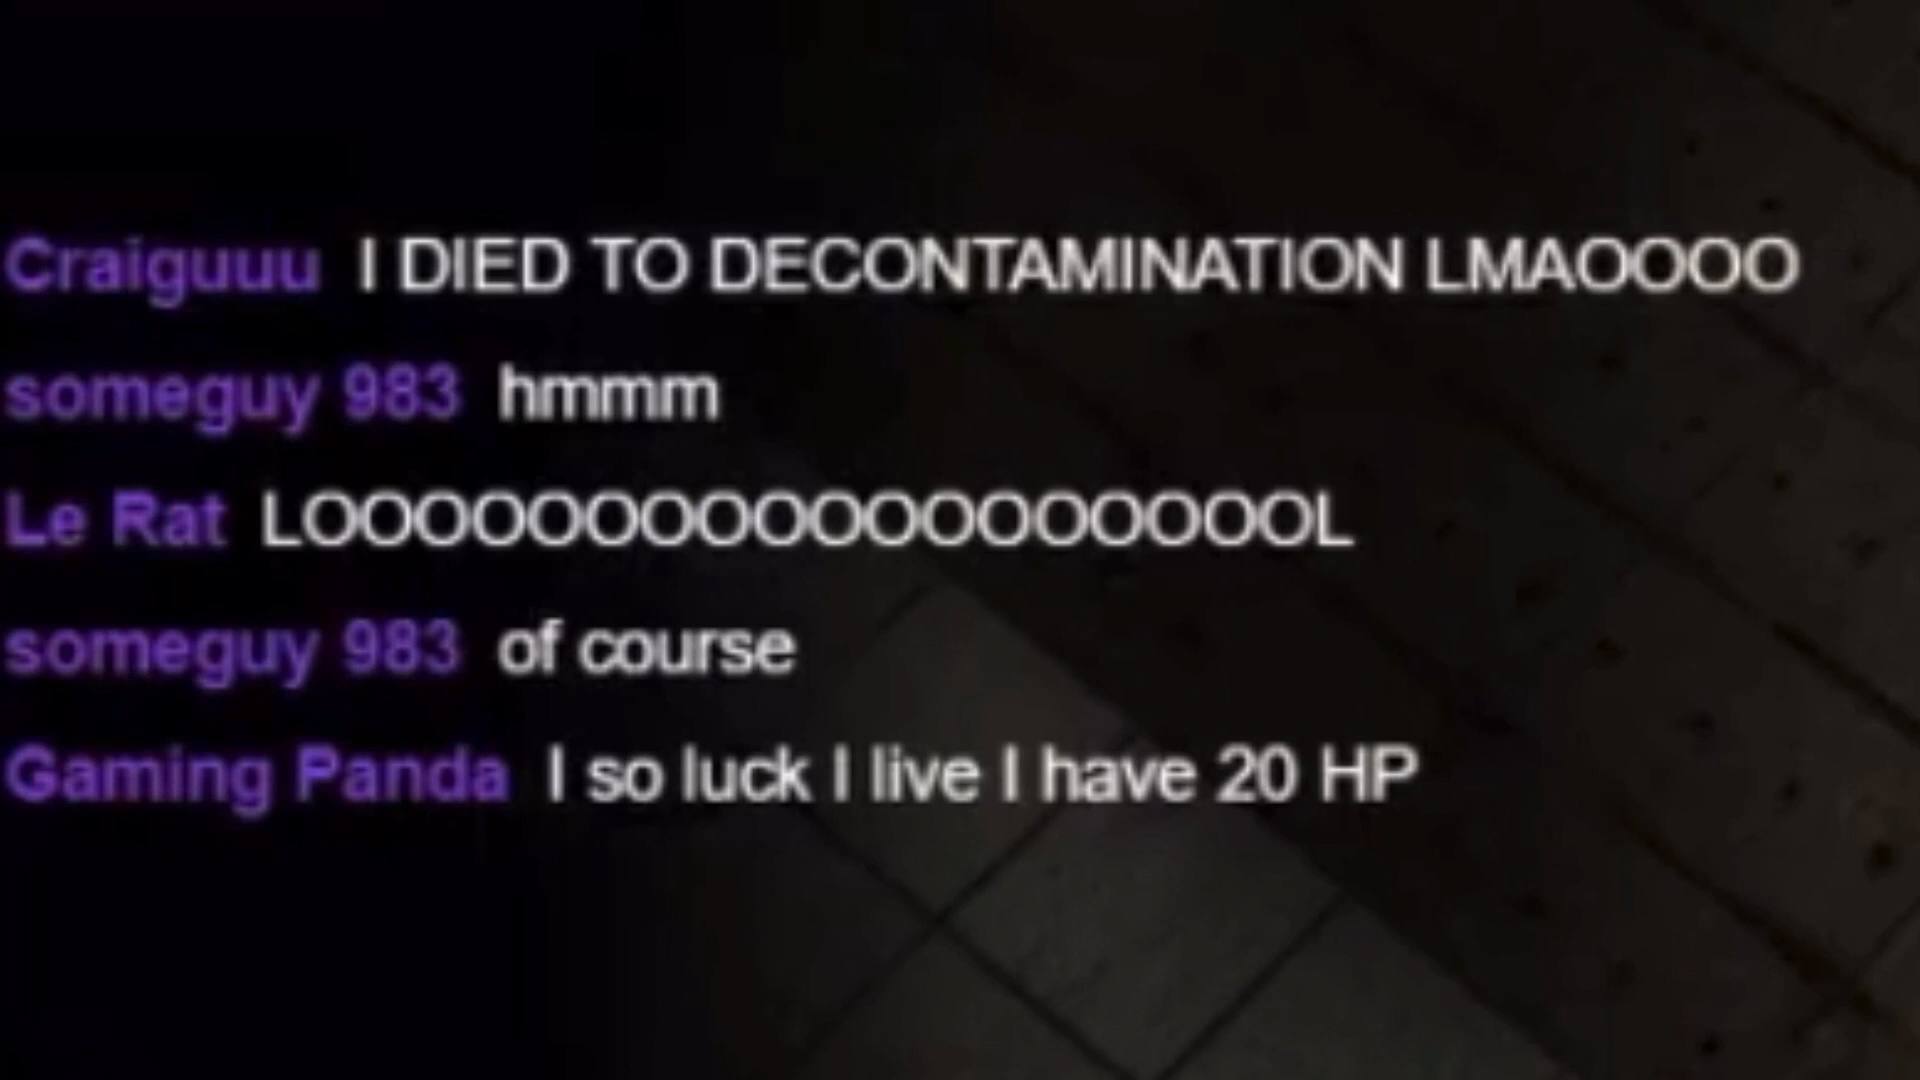 Craiguuu I DIED TO DECONTAMINATION LMAOOOO
someguy 983 hmmm
Le Rat LOOOOOOOOOOOOOOOOOOL
someguy 983 of course
Gaming Panda I so luck I live I have 20 HP